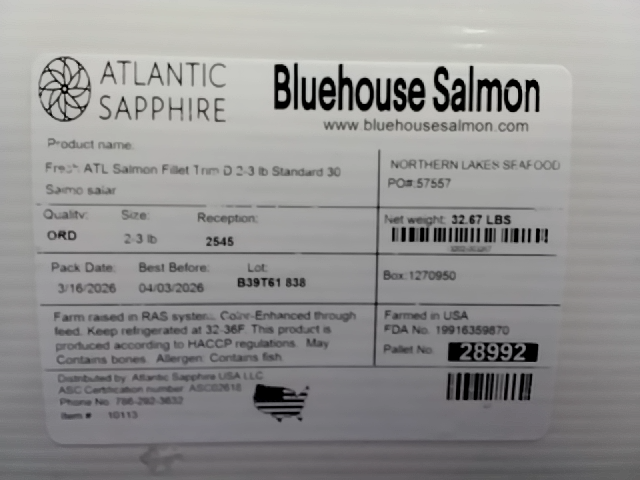 ATLANTIC
SAPPHIRE
Bluehouse Salmon
www.bluehousesalmon.com
Product name:
Fresh ATL Salmon Fillet Trim D 2-3 lb Standard 30
Salmo salar
NORTHERN LAKES SEAFOOD
PO#:57557
Quality: Size: Reception:
ORD 2-3 lb 2545
Net weight: 32.67 LBS
Pack Date: Best Before: Lot:
3/16/2026 04/03/2026 B39T61 838
Box:1270950
Farm raised in RAS system. Color-Enhanced through
feed. Keep refrigerated at 32-36F. This product is
produced according to HACCP regulations. May
Contains bones. Allergen: Contains fish.
Farmed in USA
FDA No. 19916359870
Pallet No. 28992
Distributed by: Atlantic Sapphire USA LLC
ASC Certification number: ASC02618
Phone No: 786-292-3632
Item # 10113